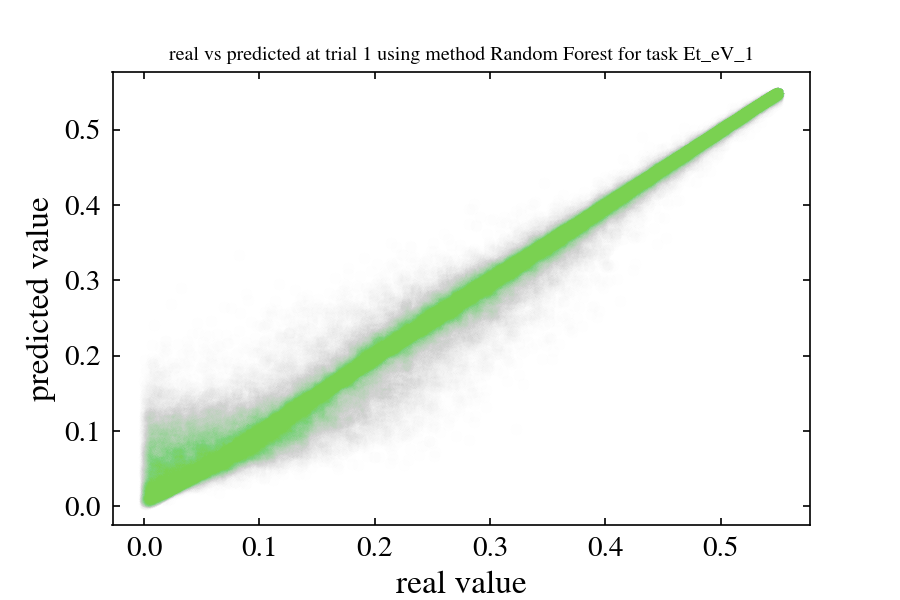 real vs predicted at trial 1 using method Random Forest for task Et_eV_1
predicted value
0.5
0.4
0.3
0.2
0.1
0.0
0.0 0.1 0.2 0.3 0.4 0.5
real value